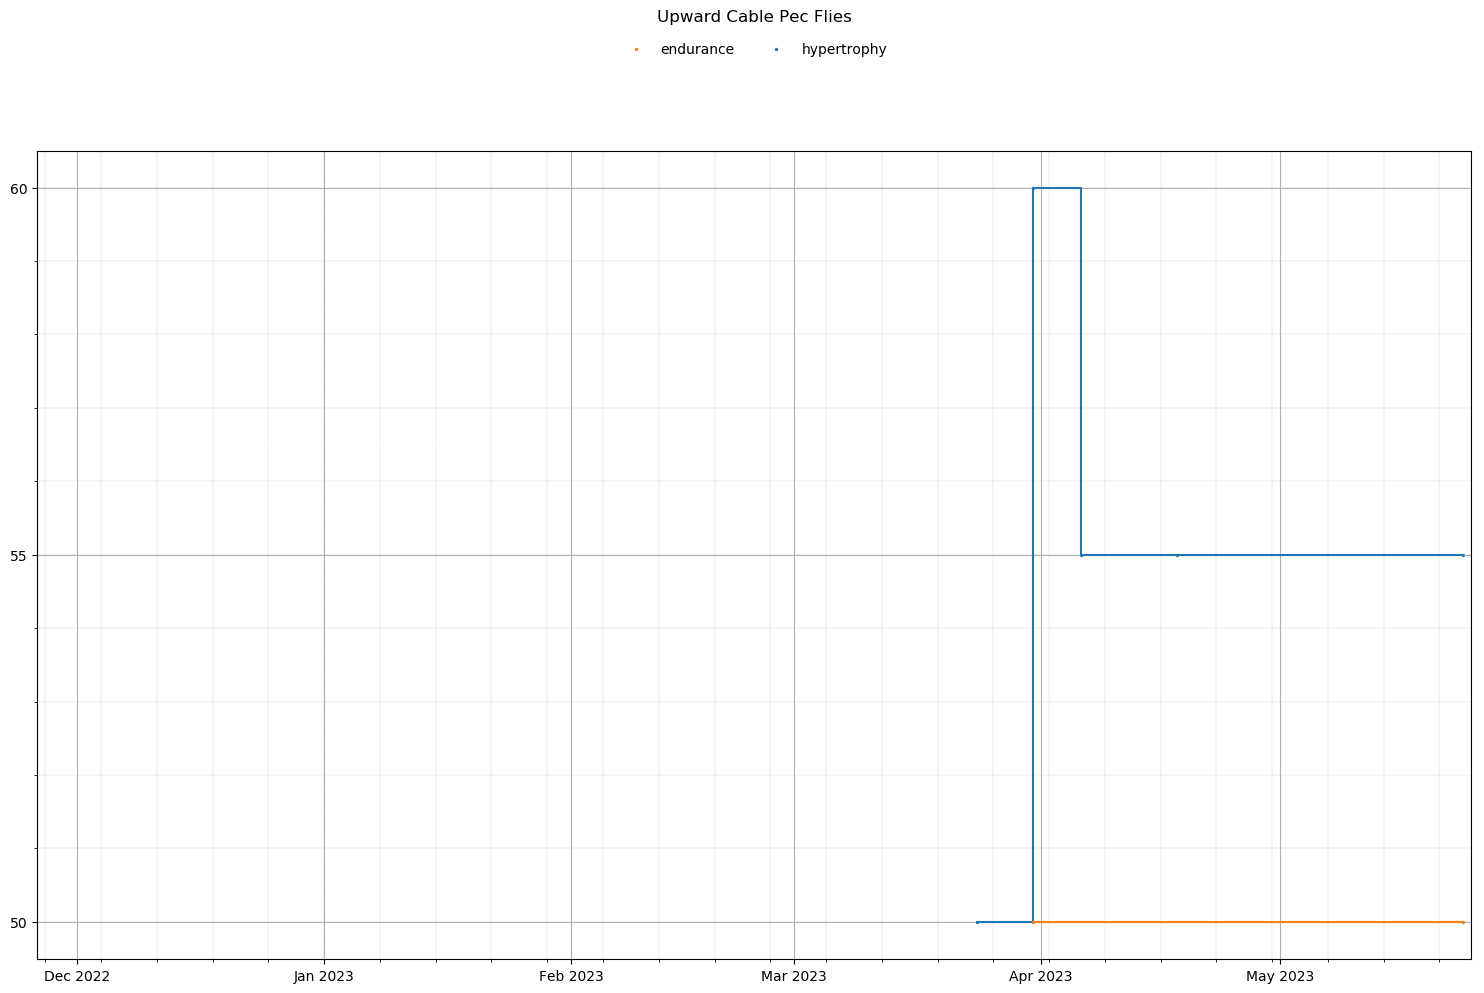 Upward Cable Pec Flies
endurance hypertrophy
60
55
50
Dec 2022 Jan 2023 Feb 2023 Mar 2023 Apr 2023 May 2023